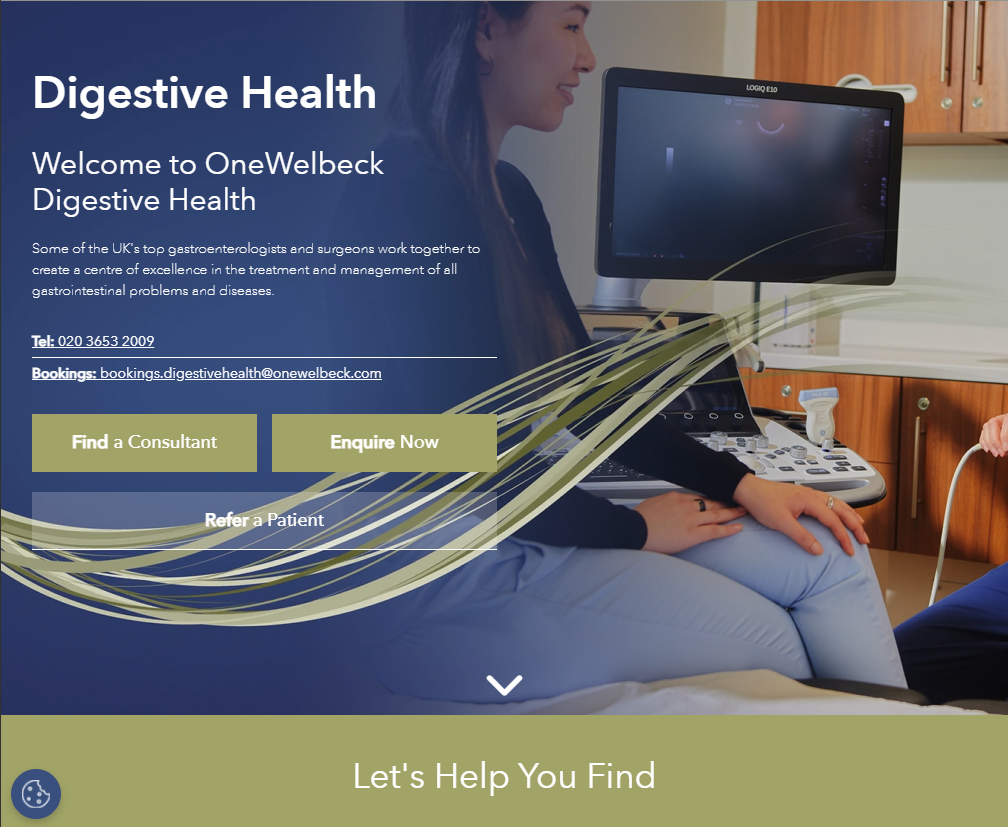 LOGIQ E10
Digestive Health
Welcome to OneWelbeck
Digestive Health
Some of the UK's top gastroenterologists and surgeons work together to
create a centre of excellence in the treatment and management of all
gastrointestinal problems and diseases.
Tel: 020 3653 2009
Bookings: bookings.digestivehealth@onewelbeck.com
Find a Consultant
Enquire Now
Refer a Patient
Let's Help You Find